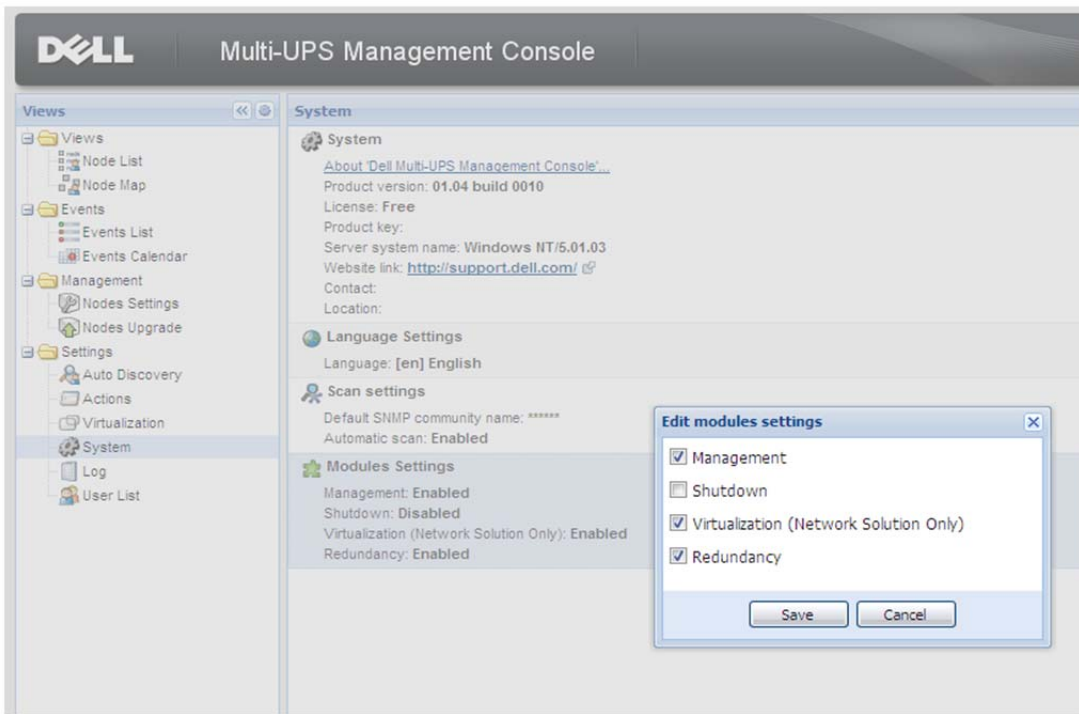 DELL Multi-UPS Management Console
Views
Views
Node List
Node Map
Events
Events List
Events Calendar
Management
Nodes Settings
Nodes Upgrade
Settings
Auto Discovery
Actions
Virtualization
System
Log
User List
System
System
About 'Dell Multi-UPS Management Console'...
Product version: 01.04 build 0010
License: Free
Product key:
Server system name: Windows NT/5.01.03
Website link: http://support.dell.com/
Contact:
Location:
Language Settings
Language: [en] English
Scan settings
Default SNMP community name: ******
Automatic scan: Enabled
Modules Settings
Management: Enabled
Shutdown: Disabled
Virtualization (Network Solution Only): Enabled
Redundancy: Enabled
Edit modules settings
Management
Shutdown
Virtualization (Network Solution Only)
Redundancy
Save Cancel